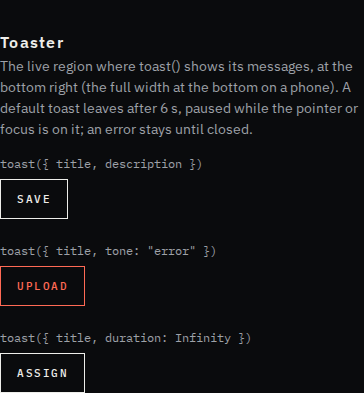 Toaster
The live region where toast() shows its messages, at the
bottom right (the full width at the bottom on a phone). A
default toast leaves after 6 s, paused while the pointer or
focus is on it; an error stays until closed.
toast({ title, description })
SAVE
toast({ title, tone: "error" })
UPLOAD
toast({ title, duration: Infinity })
ASSIGN